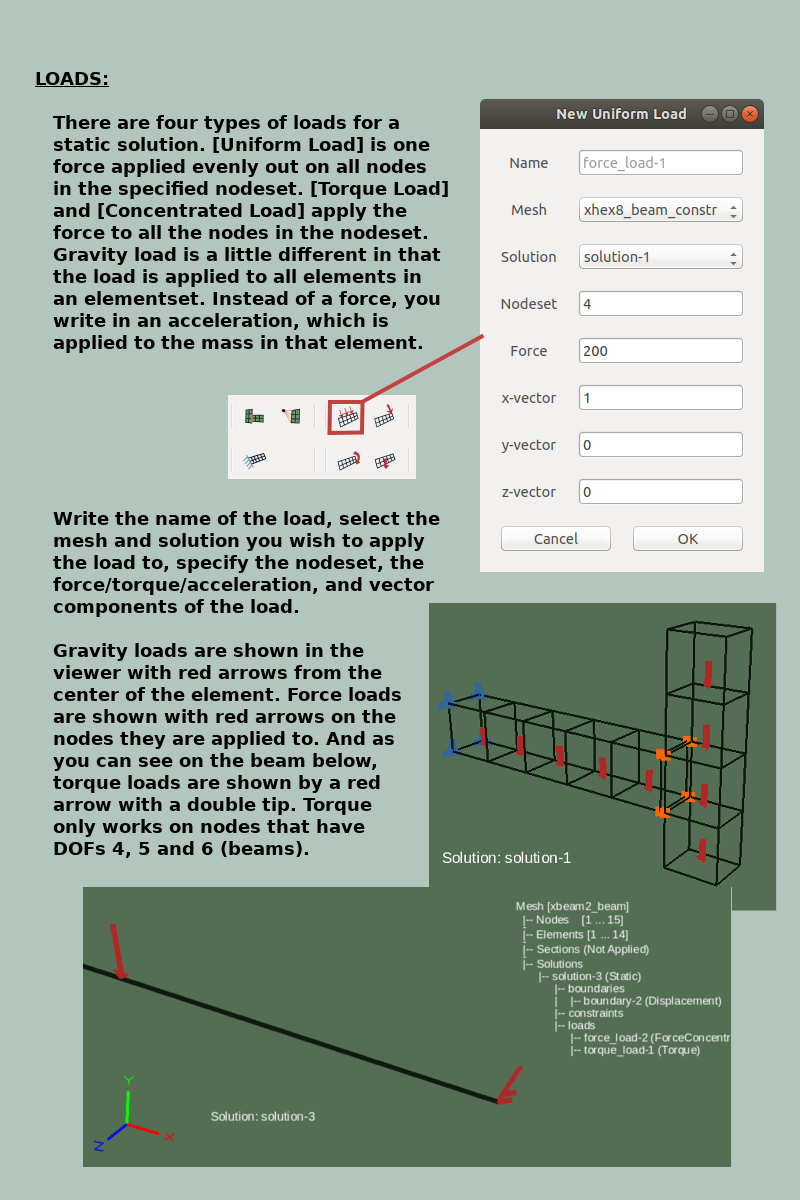 LOADS:
There are four types of loads for a
static solution. [Uniform Load] is one
force applied evenly out on all nodes
in the specified nodeset. [Torque Load]
and [Concentrated Load] apply the
force to all the nodes in the nodeset.
Gravity load is a little different in that
the load is applied to all elements in
an elementset. Instead of a force, you
write in an acceleration, which is
applied to the mass in that element.
New Uniform Load
Name force_load-1
Mesh xhex8_beam_constr
Solution solution-1
Nodeset 4
Force 200
x-vector 1
y-vector 0
z-vector 0
Cancel OK
Write the name of the load, select the
mesh and solution you wish to apply
the load to, specify the nodeset, the
force/torque/acceleration, and vector
components of the load.
Gravity loads are shown in the
viewer with red arrows from the
center of the element. Force loads
are shown with red arrows on the
nodes they are applied to. And as
you can see on the beam below,
torque loads are shown by a red
arrow with a double tip. Torque
only works on nodes that have
DOFs 4, 5 and 6 (beams).
Solution: solution-1
Mesh [xbeam2_beam]
|-- Nodes [1 ... 15]
|-- Elements [1 ... 14]
|-- Sections (Not Applied)
|-- Solutions
|-- solution-3 (Static)
|-- boundaries
| |-- boundary-2 (Displacement)
|-- constraints
|-- loads
|-- force_load-2 (ForceConcentr
|-- torque_load-1 (Torque)
Solution: solution-3
Y
X
Z